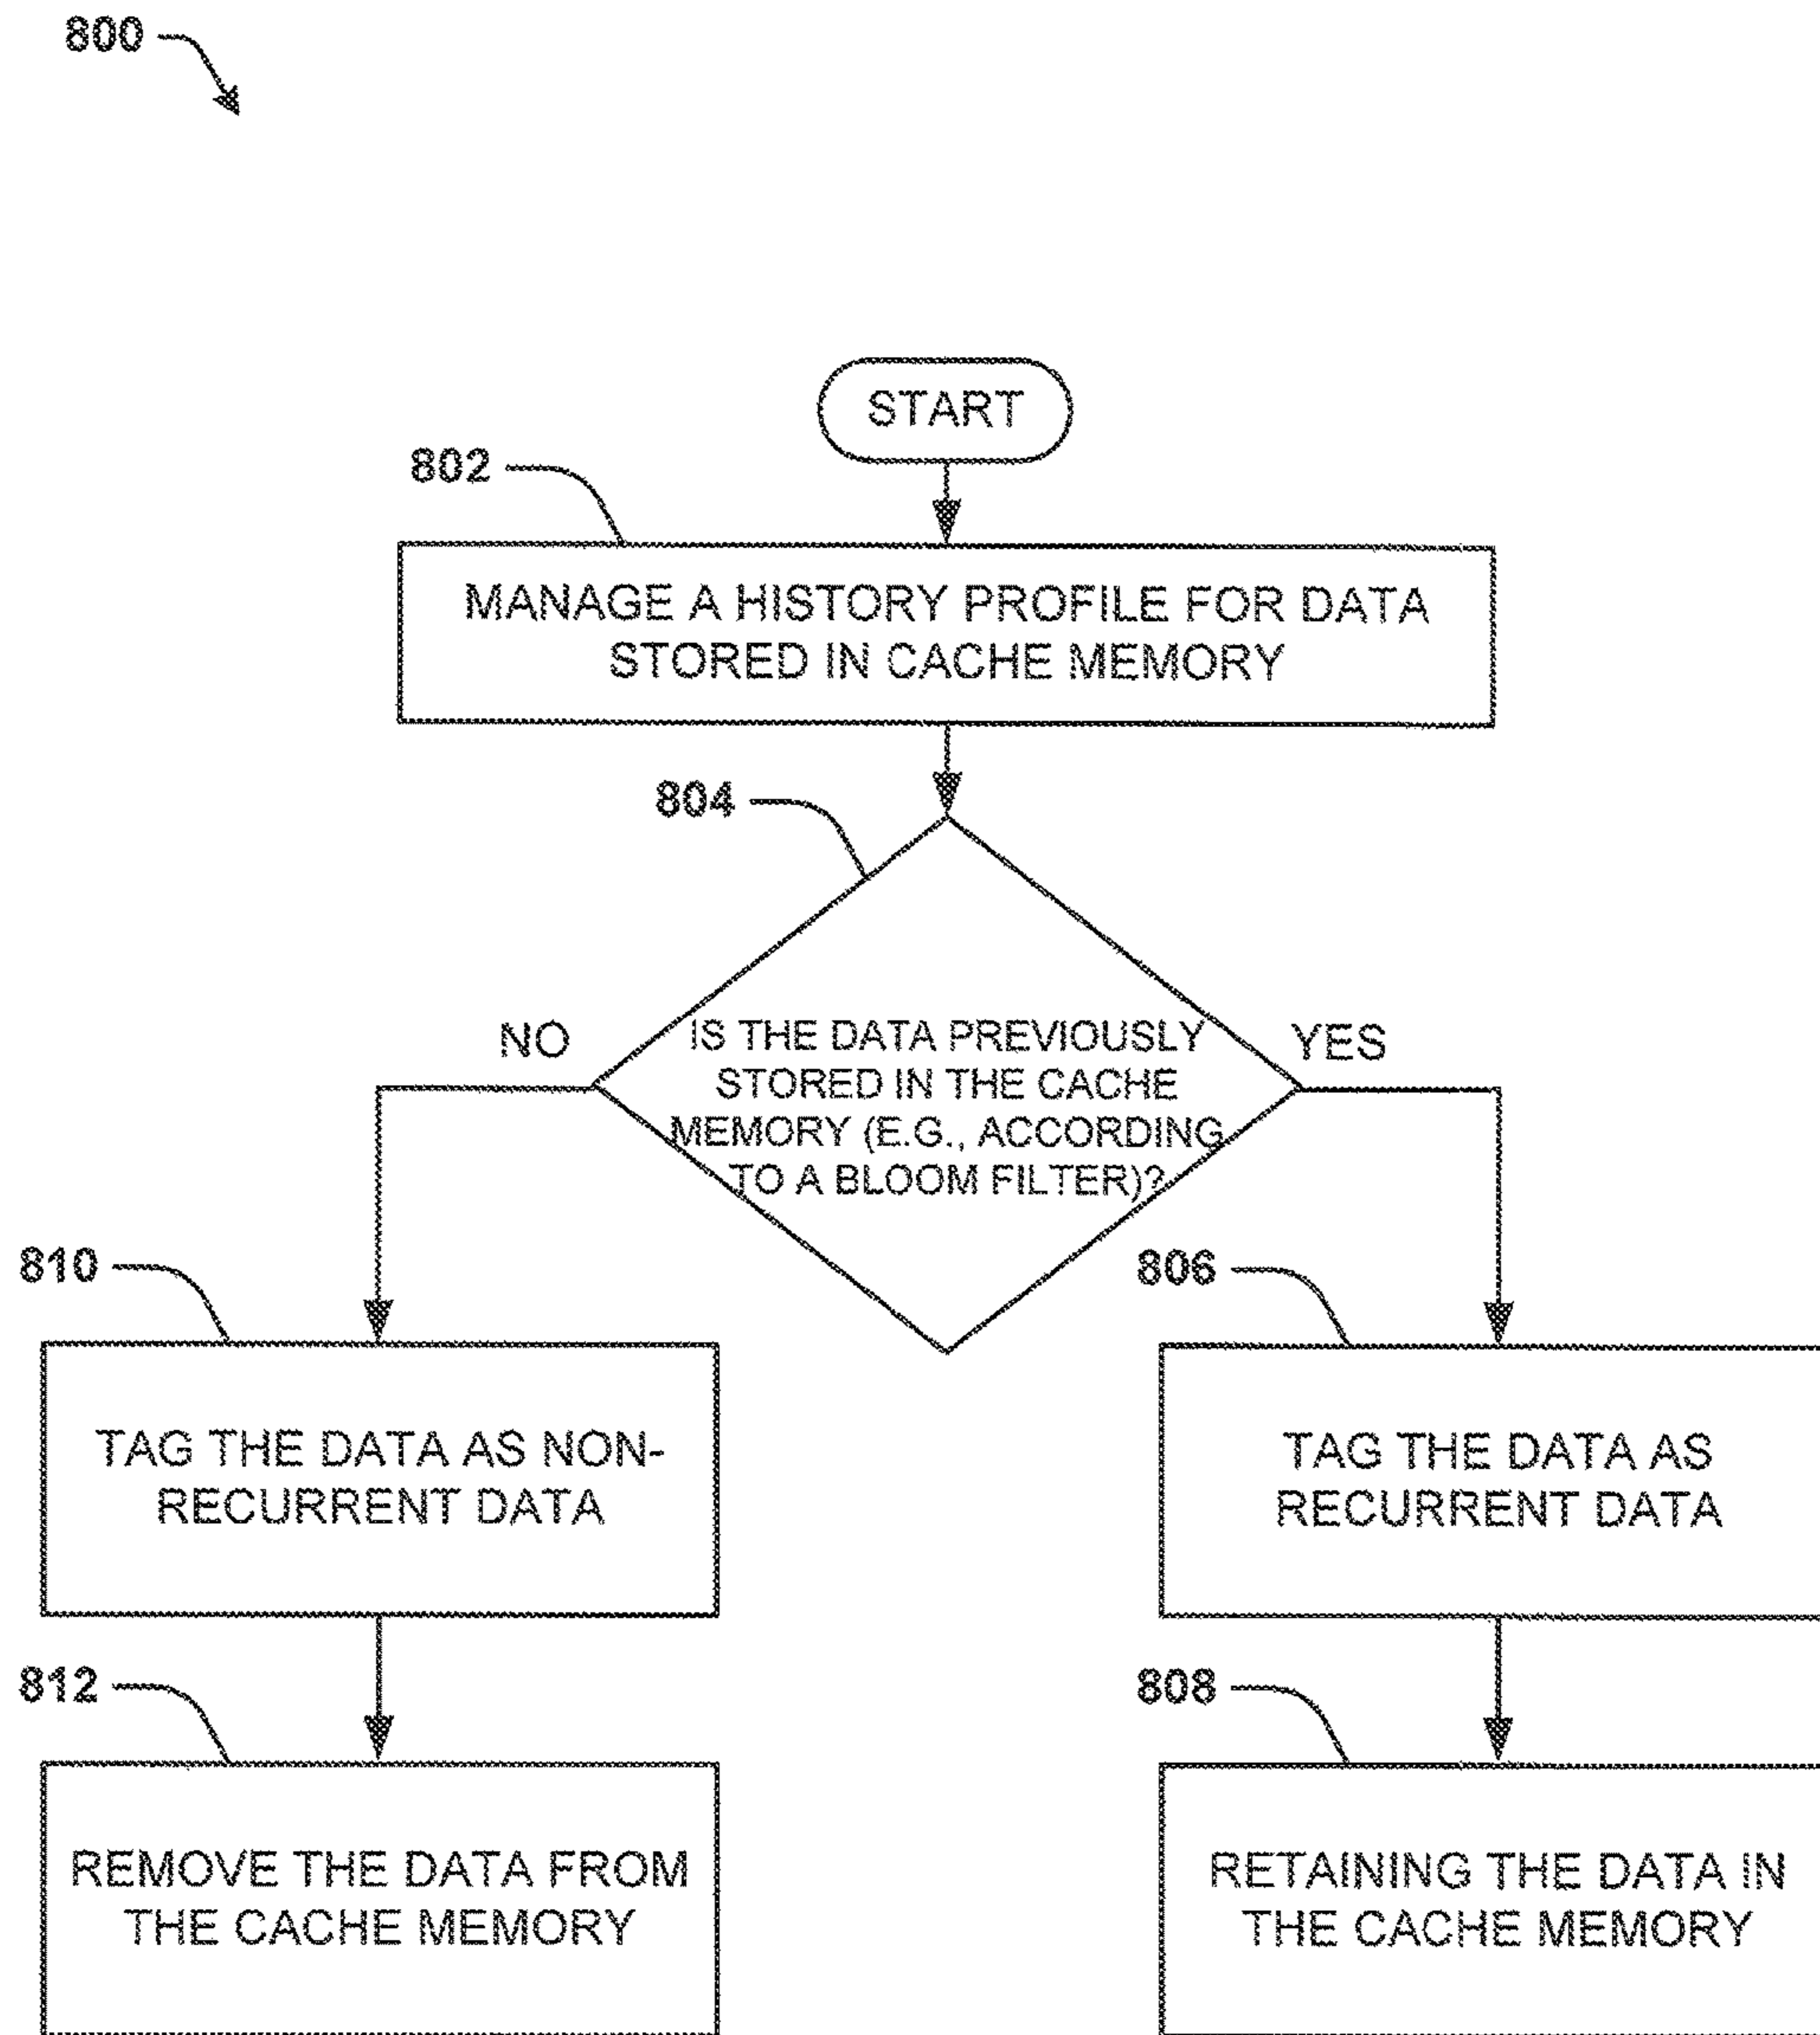 800
START
802
MANAGE A HISTORY PROFILE FOR DATA
STORED IN CACHE MEMORY
804
NO
IS THE DATA PREVIOUSLY
STORED IN THE CACHE
MEMORY (E.G., ACCORDING
TO A BLOOM FILTER)?
YES
810
TAG THE DATA AS NON-
RECURRENT DATA
806
TAG THE DATA AS
RECURRENT DATA
812
REMOVE THE DATA FROM
THE CACHE MEMORY
808
RETAINING THE DATA IN
THE CACHE MEMORY